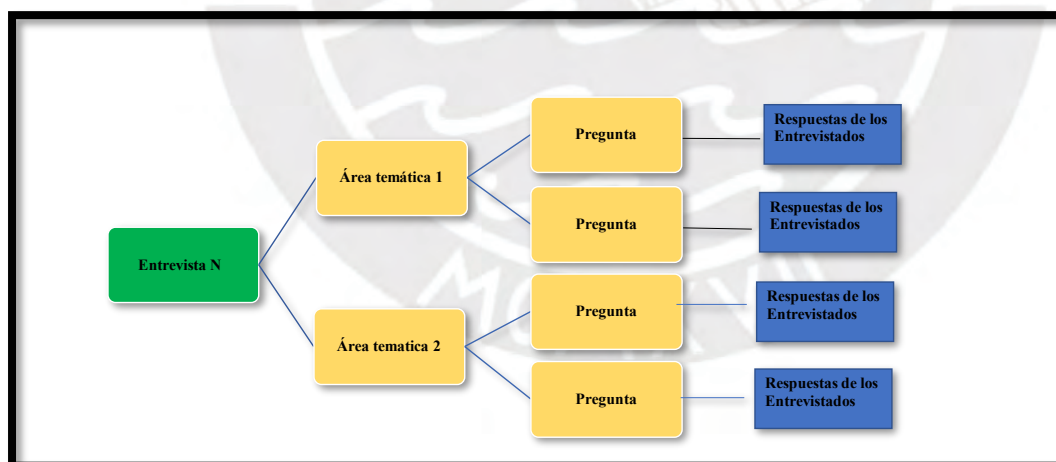 Entrevista N
Área temática 1
Pregunta
Respuestas de los
Entrevistados
Pregunta
Respuestas de los
Entrevistados
Área tematica 2
Pregunta
Respuestas de los
Entrevistados
Pregunta
Respuestas de los
Entrevistados